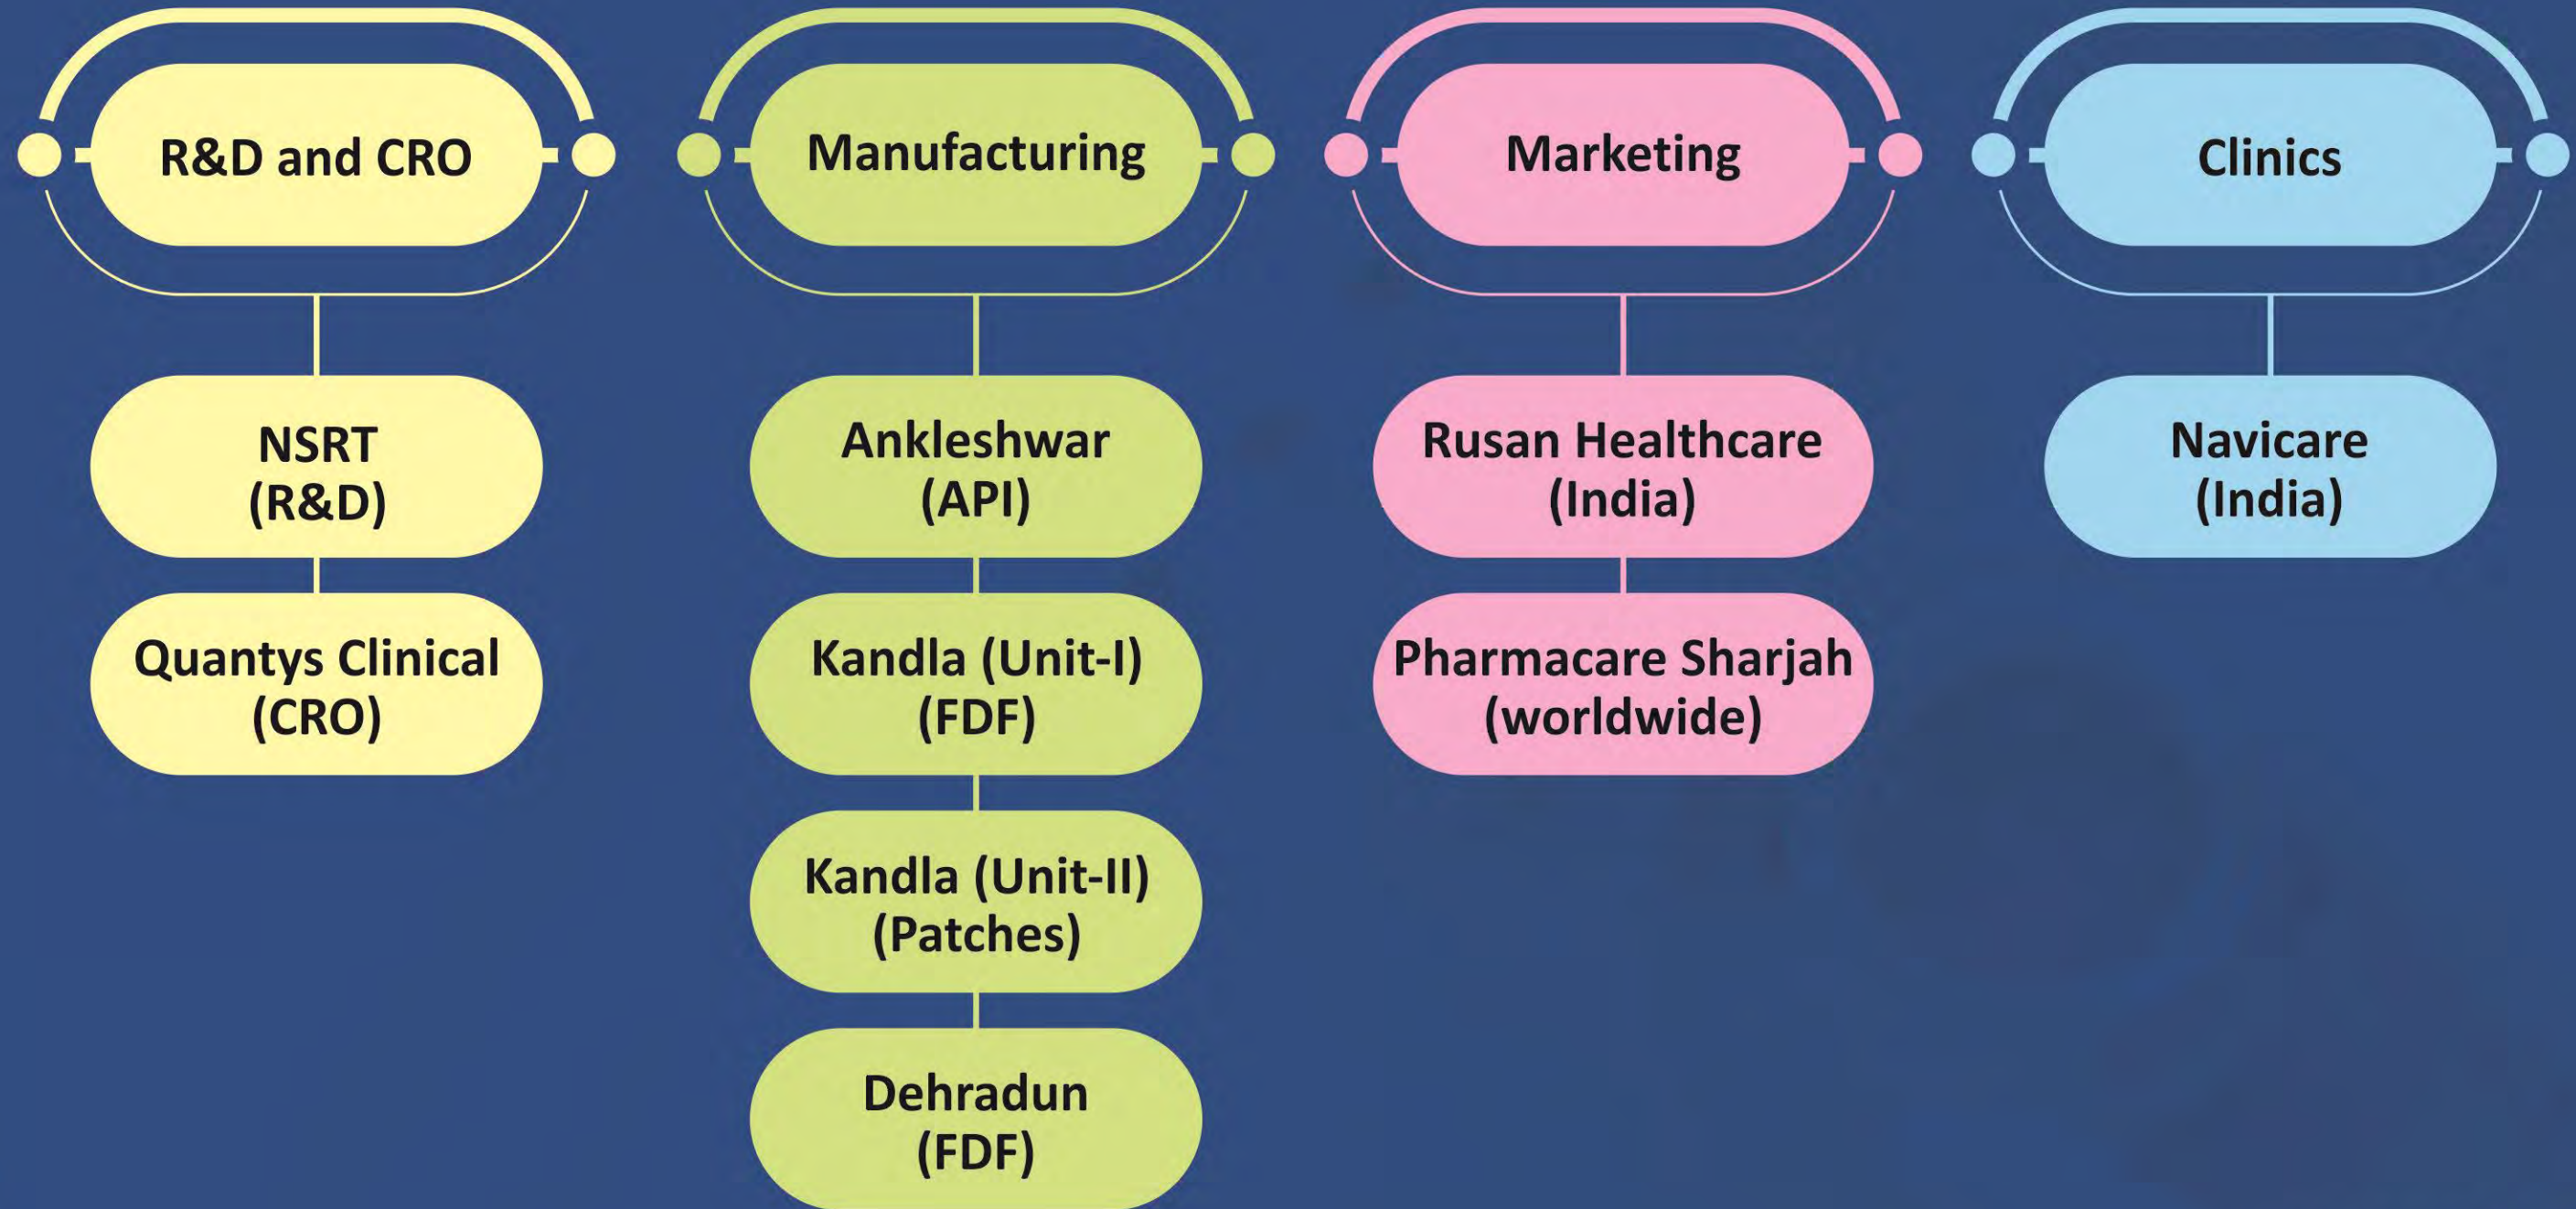 R&D and CRO
NSRT
(R&D)
Quantys Clinical
(CRO)
Manufacturing
Ankleshwar
(API)
Kandla (Unit-I)
(FDF)
Kandla (Unit-II)
(Patches)
Dehradun
(FDF)
Marketing
Rusan Healthcare
(India)
Pharmacare Sharjah
(worldwide)
Clinics
Navicare
(India)